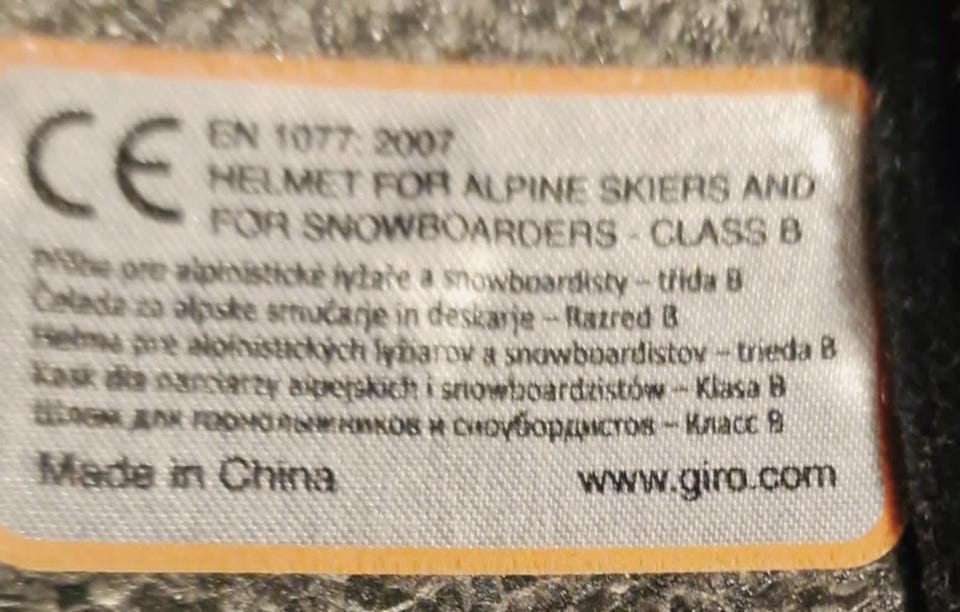 CE EN 1077: 2007
HELMET FOR ALPINE SKIERS AND
FOR SNOWBOARDERS - CLASS B
pre alpinistické lyžaře a snowboardisty – třída B
Čelada za alpske smučarje in deskarje – Razred B
Helma pre alpinistických lyžiarov a snowboardistov – trieda B
Kask dla narciarzy alpejskich i snowboardzistów – Klasa B
Шлем для горнолыжников и сноубордистов – Класс B
Made in China www.giro.com